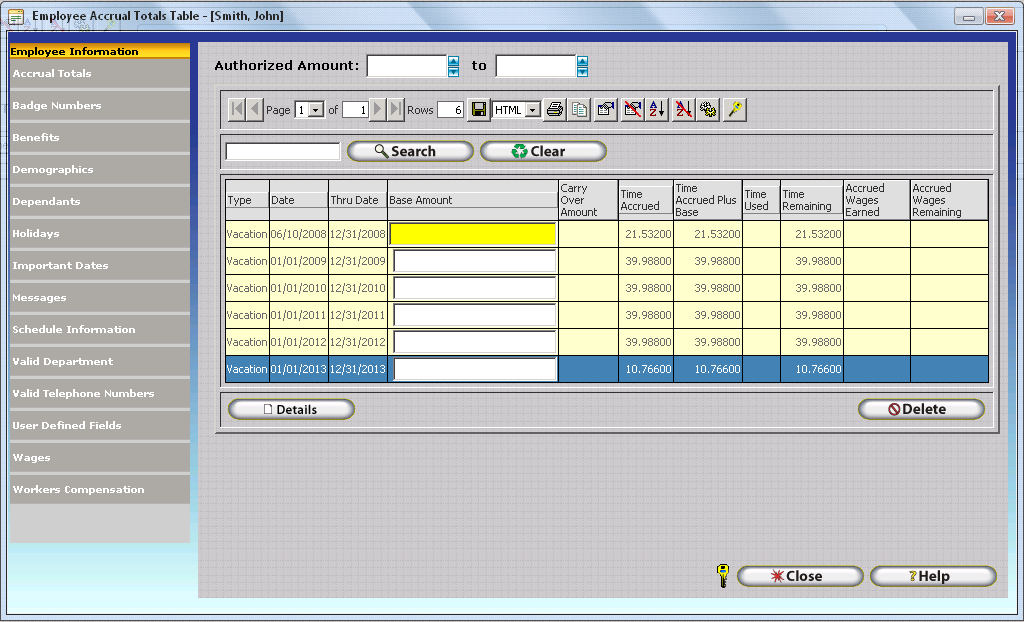 Employee Accrual Totals Table - [Smith, John]
Employee Information
Accrual Totals
Badge Numbers
Benefits
Demographics
Dependants
Holidays
Important Dates
Messages
Schedule Information
Valid Department
Valid Telephone Numbers
User Defined Fields
Wages
Workers Compensation
Authorized Amount: to
Page 1 of 1 Rows 6 HTML
Search Clear
Type Date Thru Date Base Amount Carry Over Amount Time Accrued Time Accrued Plus Base Time Used Time Remaining Accrued Wages Earned Accrued Wages Remaining
Vacation 06/10/2008 12/31/2008 21.53200 21.53200 21.53200
Vacation 01/01/2009 12/31/2009 39.98800 39.98800 39.98800
Vacation 01/01/2010 12/31/2010 39.98800 39.98800 39.98800
Vacation 01/01/2011 12/31/2011 39.98800 39.98800 39.98800
Vacation 01/01/2012 12/31/2012 39.98800 39.98800 39.98800
Vacation 01/01/2013 12/31/2013 10.76600 10.76600 10.76600
Details Delete
Close ?Help